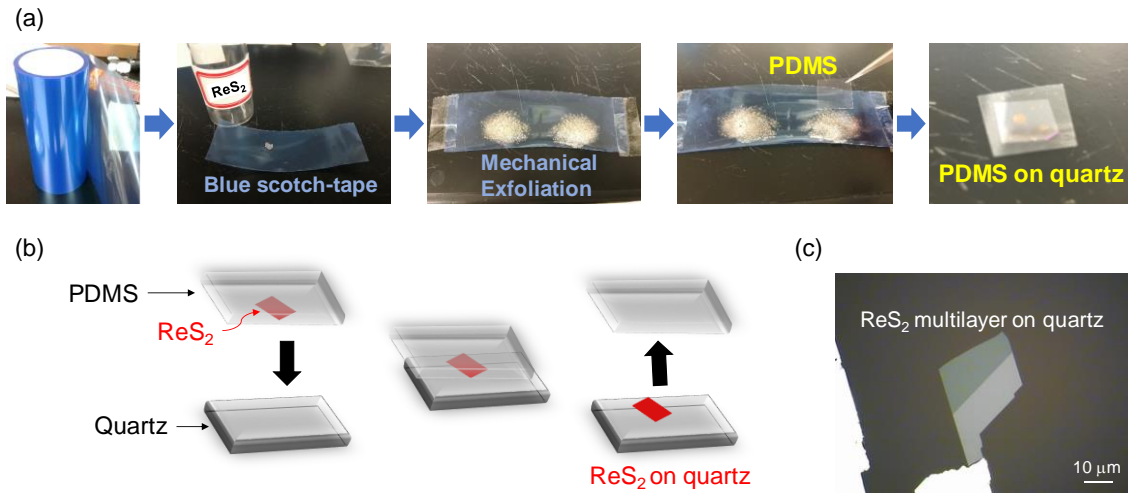 (a)
ReS₂
Blue scotch-tape
Mechanical
Exfoliation
PDMS
PDMS on quartz
(b)
PDMS
ReS₂
Quartz
ReS₂ on quartz
(c)
ReS₂ multilayer on quartz
10 μm